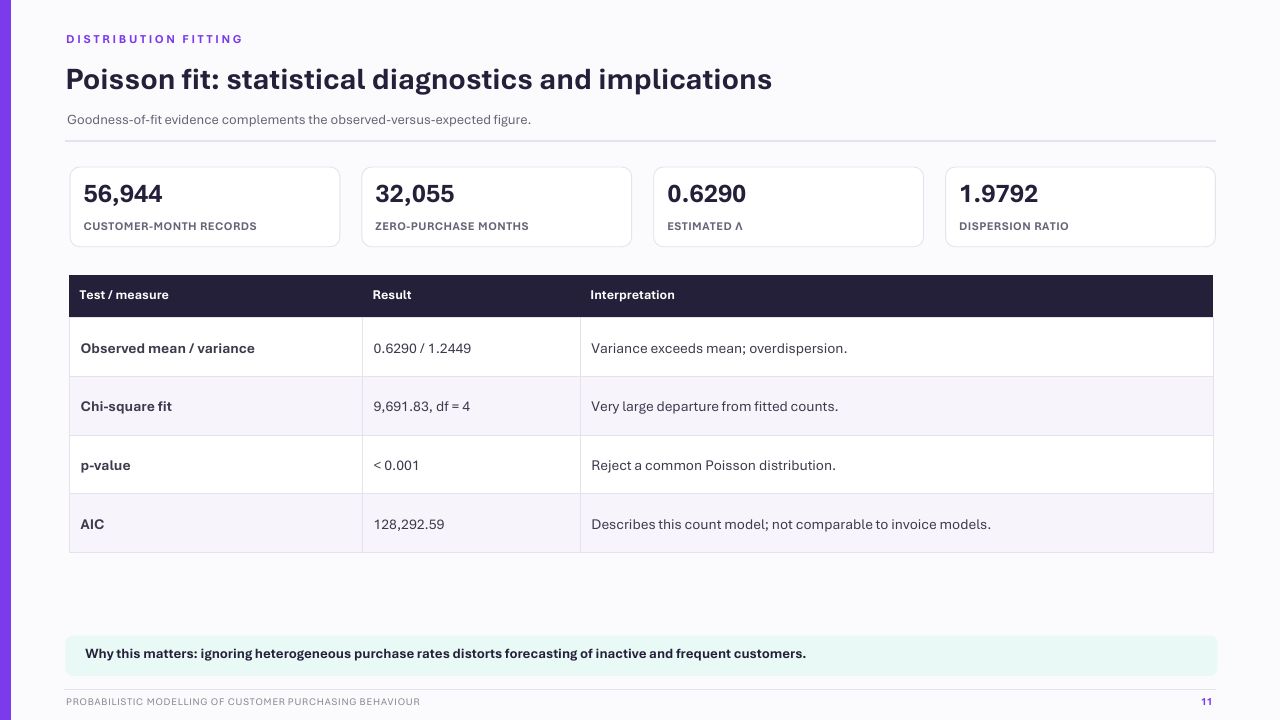 DISTRIBUTION FITTING
Poisson fit: statistical diagnostics and implications
Goodness-of-fit evidence complements the observed-versus-expected figure.
56,944
CUSTOMER-MONTH RECORDS
32,055
ZERO-PURCHASE MONTHS
0.6290
ESTIMATED Λ
1.9792
DISPERSION RATIO
Test / measure Result Interpretation
Observed mean / variance 0.6290 / 1.2449 Variance exceeds mean; overdispersion.
Chi-square fit 9,691.83, df = 4 Very large departure from fitted counts.
p-value < 0.001 Reject a common Poisson distribution.
AIC 128,292.59 Describes this count model; not comparable to invoice models.
Why this matters: ignoring heterogeneous purchase rates distorts forecasting of inactive and frequent customers.
PROBABILISTIC MODELLING OF CUSTOMER PURCHASING BEHAVIOUR 11